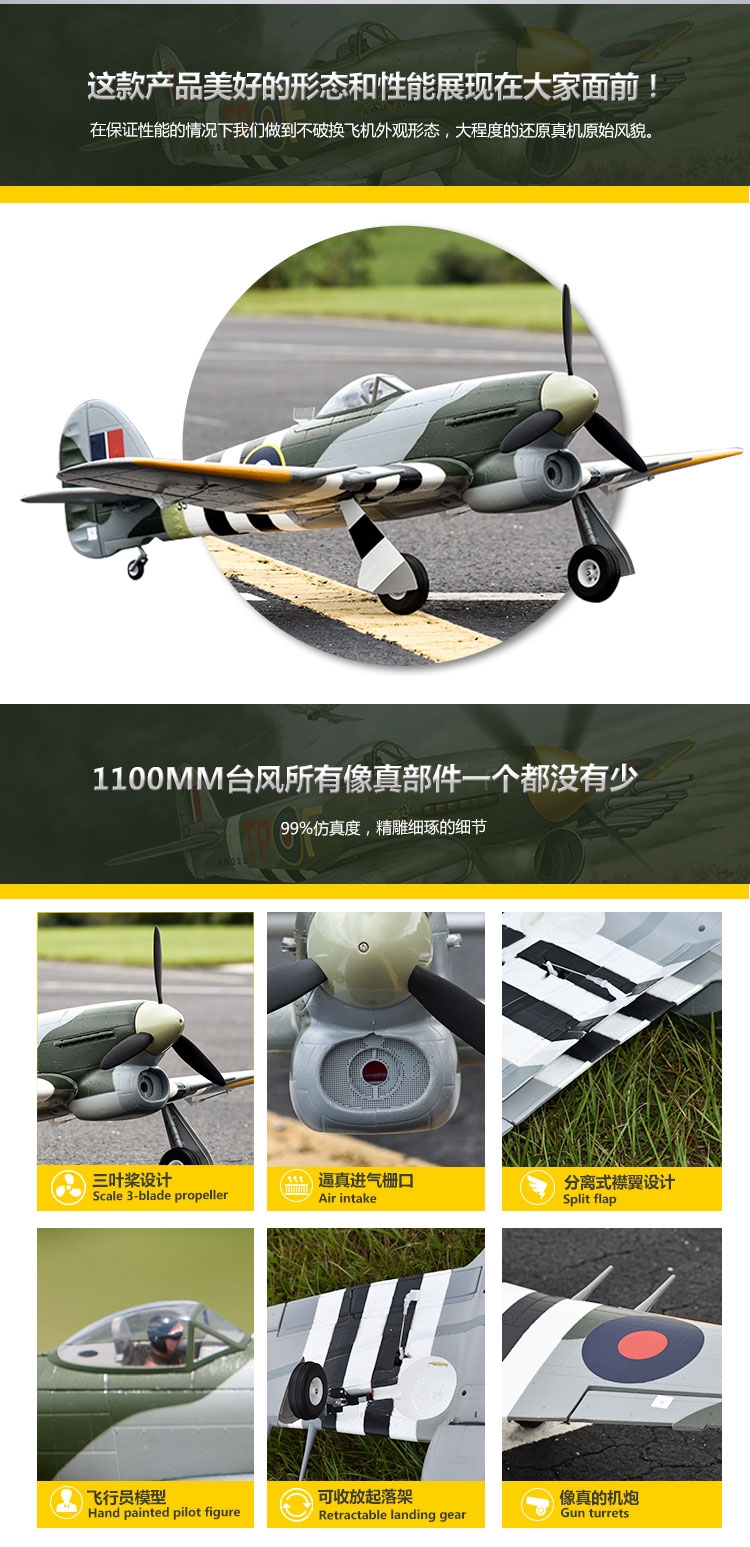 这款产品美好的形态和性能展现在大家面前！
在保证性能的情况下我们做到不破换飞机外观形态，大程度的还原真机原始风貌。
1100MM台风所有像真部件一个都没有少
99%仿真度，精雕细琢的细节
三叶桨设计
Scale 3-blade propeller
逼真进气栅口
Air intake
分离式襟翼设计
Split flap
飞行员模型
Hand painted pilot figure
可收放起落架
Retractable landing gear
像真的机炮
Gun turrets